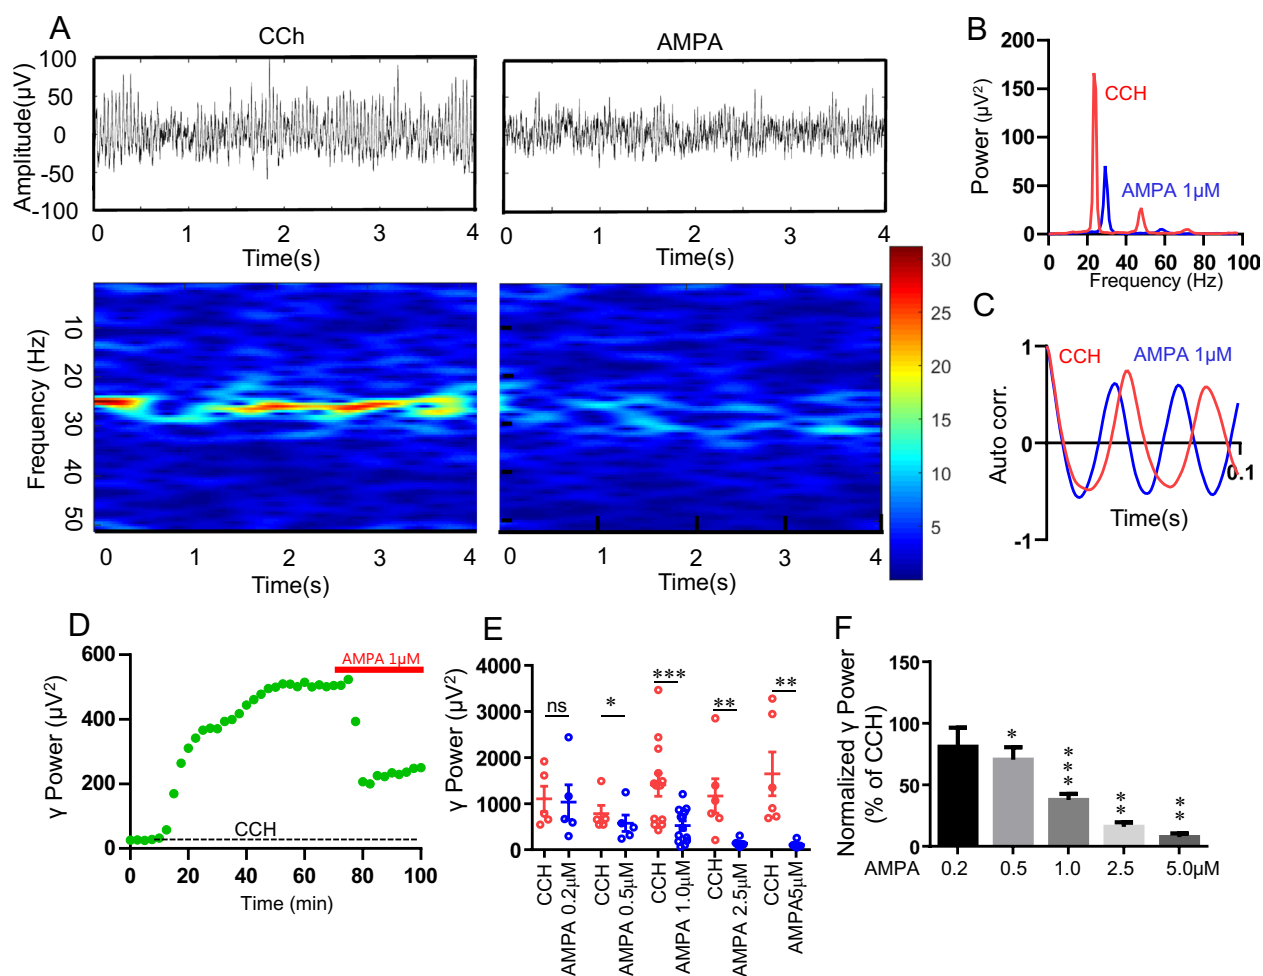 A
CCh
AMPA
Amplitude(µV)
100
50
0
-50
-100
0 1 2 3 4
Time(s)
0 1 2 3 4
Time(s)
Frequency (Hz)
10
20
30
40
50
0 1 2 3 4
Time(s)
0 1 2 3 4
Time(s)
30
25
20
15
10
5
B
Power (µV²)
200
150
100
50
0
CCH
AMPA 1µM
0 20 40 60 80 100
Frequency (Hz)
C
Auto corr.
1
0
-1
CCH
AMPA 1µM
0.1
Time(s)
D
γ Power (µV²)
600
400
200
0
AMPA 1µM
CCH
0 20 40 60 80 100
Time (min)
E
γ Power (µV²)
4000
3000
2000
1000
0
ns
*
***
**
**
CCH
AMPA 0.2µM
CCH
AMPA 0.5µM
CCH
AMPA 1.0µM
CCH
AMPA 2.5µM
CCH
AMPA5µM
F
Normalized γ Power
(% of CCH)
150
100
50
0
*
***
**
**
AMPA 0.2 0.5 1.0 2.5 5.0µM